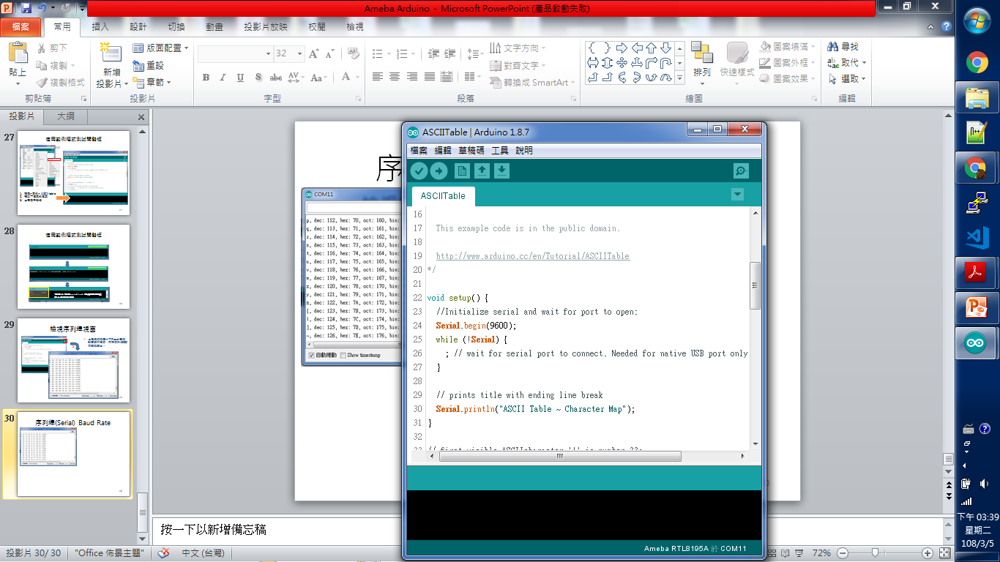 Ameba Arduino - Microsoft PowerPoint (產品啟動失敗)
檔案 常用 插入 設計 切換 動畫 投影片放映 校閱 檢視
貼上 剪下 複製 複製格式
剪貼簿
新增投影片 版面配置 重設 章節
投影片
32
B I U S abc AV Aa A
字型
文字方向 對齊文字 轉換成 SmartArt
段落
排列 快速樣式 圖案填滿 圖案外框 圖案效果
繪圖
尋找 取代 選取
編輯
投影片 大綱
27
使用範例程式測試開發板
28
使用範例程式測試開發板
29
檢視序列埠視窗
30
序列埠(Serial) Baud Rate
序
COM11
p, dec: 112, hex: 70, oct: 160, bin:
q, dec: 113, hex: 71, oct: 161, bin:
r, dec: 114, hex: 72, oct: 162, bin:
s, dec: 115, hex: 73, oct: 163, bin:
t, dec: 116, hex: 74, oct: 164, bin:
u, dec: 117, hex: 75, oct: 165, bin:
v, dec: 118, hex: 76, oct: 166, bin:
w, dec: 119, hex: 77, oct: 167, bin:
x, dec: 120, hex: 78, oct: 170, bin:
y, dec: 121, hex: 79, oct: 171, bin:
z, dec: 122, hex: 7A, oct: 172, bin:
{, dec: 123, hex: 7B, oct: 173, bin:
|, dec: 124, hex: 7C, oct: 174, bin:
}, dec: 125, hex: 7D, oct: 175, bin:
~, dec: 126, hex: 7E, oct: 176, bin:
自動捲動 Show timestamp
ASCIITable | Arduino 1.8.7
檔案 編輯 草稿碼 工具 說明
ASCIITable
16
17 This example code is in the public domain.
18
19 http://www.arduino.cc/en/Tutorial/ASCIITable
20 */
21
22 void setup() {
23 //Initialize serial and wait for port to open:
24 Serial.begin(9600);
25 while (!Serial) {
26 ; // wait for serial port to connect. Needed for native USB port only
27 }
28
29 // prints title with ending line break
30 Serial.println("ASCII Table ~ Character Map");
31 }
32
Ameba RTL8195A 於 COM11
按一下以新增備忘稿
投影片 30/ 30 "Office 佈景主題" 中文 (台灣) 72%
下午 03:39
星期二
108/3/5